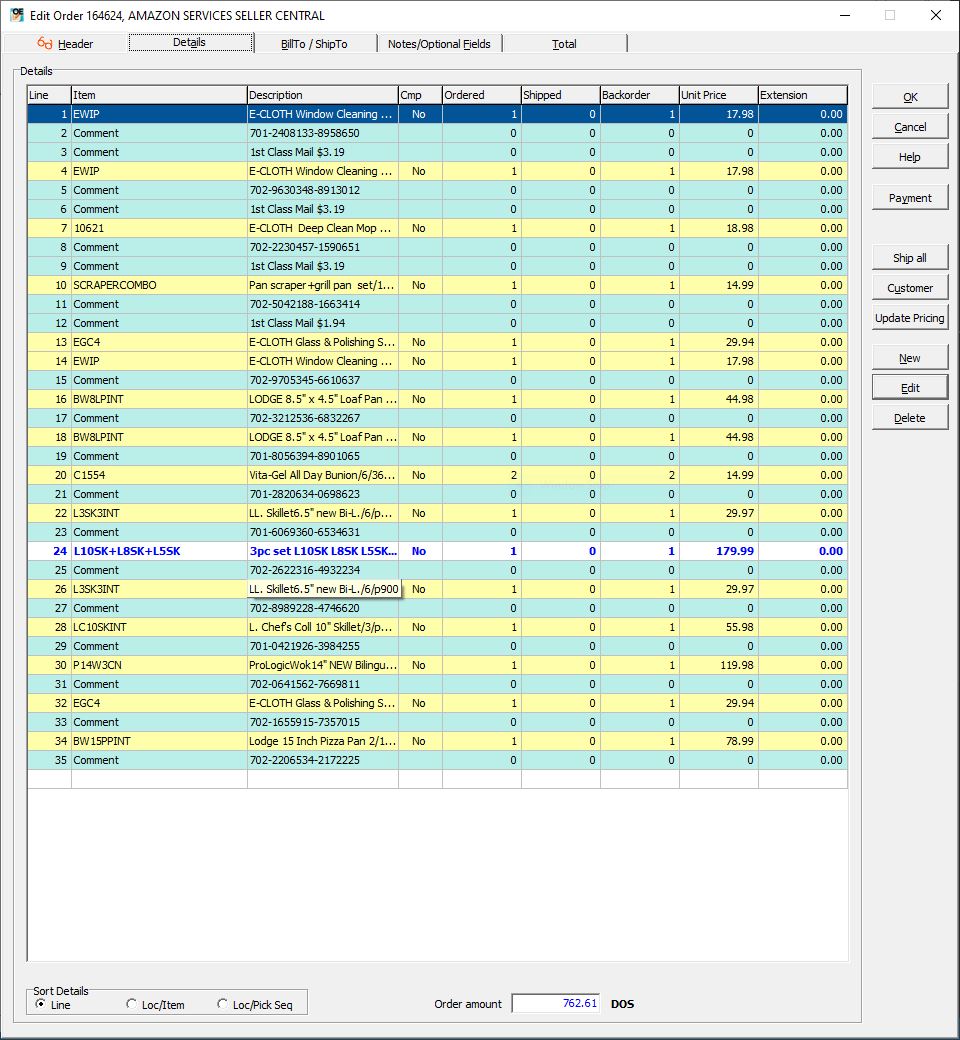 Edit Order 164624, AMAZON SERVICES SELLER CENTRAL
Header Details BillTo / ShipTo Notes/Optional Fields Total
Details
Line Item Description Cmp Ordered Shipped Backorder Unit Price Extension
1 EWIP E-CLOTH Window Cleaning ... No 1 0 1 17.98 0.00
2 Comment 701-2408133-8958650 0 0 0 0 0.00
3 Comment 1st Class Mail $3.19 0 0 0 0 0.00
4 EWIP E-CLOTH Window Cleaning ... No 1 0 1 17.98 0.00
5 Comment 702-9630348-8913012 0 0 0 0 0.00
6 Comment 1st Class Mail $3.19 0 0 0 0 0.00
7 10621 E-CLOTH  Deep Clean Mop ... No 1 0 1 18.98 0.00
8 Comment 702-2230457-1590651 0 0 0 0 0.00
9 Comment 1st Class Mail $3.19 0 0 0 0 0.00
10 SCRAPERCOMBO Pan scraper +grill pan  set/1... No 1 0 1 14.99 0.00
11 Comment 702-5042188-1663414 0 0 0 0 0.00
12 Comment 1st Class Mail $1.94 0 0 0 0 0.00
13 EGC4 E-CLOTH Glass & Polishing S... No 1 0 1 29.94 0.00
14 EWIP E-CLOTH Window Cleaning ... No 1 0 1 17.98 0.00
15 Comment 702-9705345-6610637 0 0 0 0 0.00
16 BW8LPINT LODGE 8.5" x 4.5" Loaf Pan ... No 1 0 1 44.98 0.00
17 Comment 702-3212536-6832267 0 0 0 0 0.00
18 BW8LPINT LODGE 8.5" x 4.5" Loaf Pan ... No 1 0 1 44.98 0.00
19 Comment 701-8056394-8901065 0 0 0 0 0.00
20 C1554 Vita-Gel All Day Bunion/6/36... No 2 0 2 14.99 0.00
21 Comment 701-2820634-0698623 0 0 0 0 0.00
22 L3SK3INT LL. Skillet6.5" new Bi-L./6/p... No 1 0 1 29.97 0.00
23 Comment 701-6069360-6534631 0 0 0 0 0.00
24 L10SK+L8SK+L5SK 3pc set L10SK L8SK L5SK... No 1 0 1 179.99 0.00
25 Comment 702-2622316-4932234 0 0 0 0 0.00
26 L3SK3INT LL. Skillet6.5" new Bi-L./6/p900 No 1 0 1 29.97 0.00
27 Comment 702-8989228-4746620 0 0 0 0 0.00
28 LC10SKINT L. Chef's Coll 10" Skillet/3/p... No 1 0 1 55.98 0.00
29 Comment 701-0421926-3984255 0 0 0 0 0.00
30 P14W3CN ProLogicWok14" NEW Bilingu... No 1 0 1 119.98 0.00
31 Comment 702-0641562-7669811 0 0 0 0 0.00
32 EGC4 E-CLOTH Glass & Polishing S... No 1 0 1 29.94 0.00
33 Comment 702-1655915-7357015 0 0 0 0 0.00
34 BW15PPINT Lodge 15 Inch Pizza Pan 2/1... No 1 0 1 78.99 0.00
35 Comment 702-2206534-2172225 0 0 0 0 0.00
OK
Cancel
Help
Payment
Ship all
Customer
Update Pricing
New
Edit
Delete
Sort Details
Line Loc/Item Loc/Pick Seq Order amount 762.61 DOS